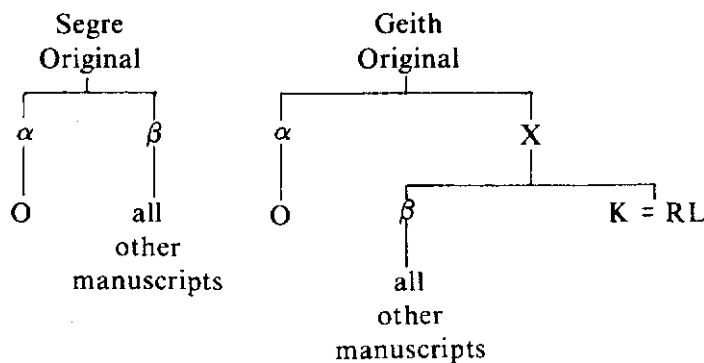 Segre
Original
α β
O all
other
manuscripts
Geith
Original
α X
O β K = RL
all
other
manuscripts